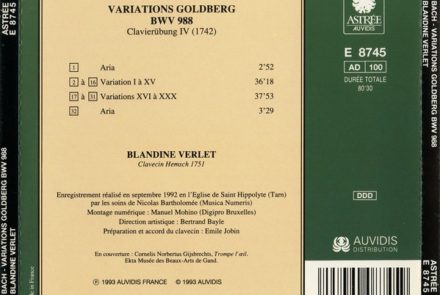 BACH - VARIATIONS GOLDBERG BWV 988
BLANDINE VERLET
ASTRÉE
E 8745
VARIATIONS GOLDBERG
BWV 988
Clavierübung IV (1742)
1 Aria 2'52
2 à 16 Variation I à XV 36'18
17 à 31 Variations XVI à XXX 37'53
32 Aria 3'29
BLANDINE VERLET
Clavecin Hemsch 1751
Enregistrement réalisé en septembre 1992 en l'Eglise de Saint Hippolyte (Tarn)
par les soins de Nicolas Bartholomée (Musica Numeris)
Montage numérique : Manuel Mohino (Digipro Bruxelles)
Direction artistique : Bertrand Bayle
Préparation et accord du clavecin : Emile Jobin
En couverture : Cornelis Norbertus Gijsbrechts, Trompe l'œil.
Ekta Musée des Beaux-Arts de Gand.
℗ 1993 AUVIDIS FRANCE © 1993 AUVIDIS
in France
ASTRÉE
AUVIDIS
E 8745
AD 100
DURÉE TOTALE
80'30
DDD
AUVIDIS
DISTRIBUTION
ASTRÉE
E 8745
BACH - VARIATIONS GOLDBERG BWV 988
BLANDINE VERLET